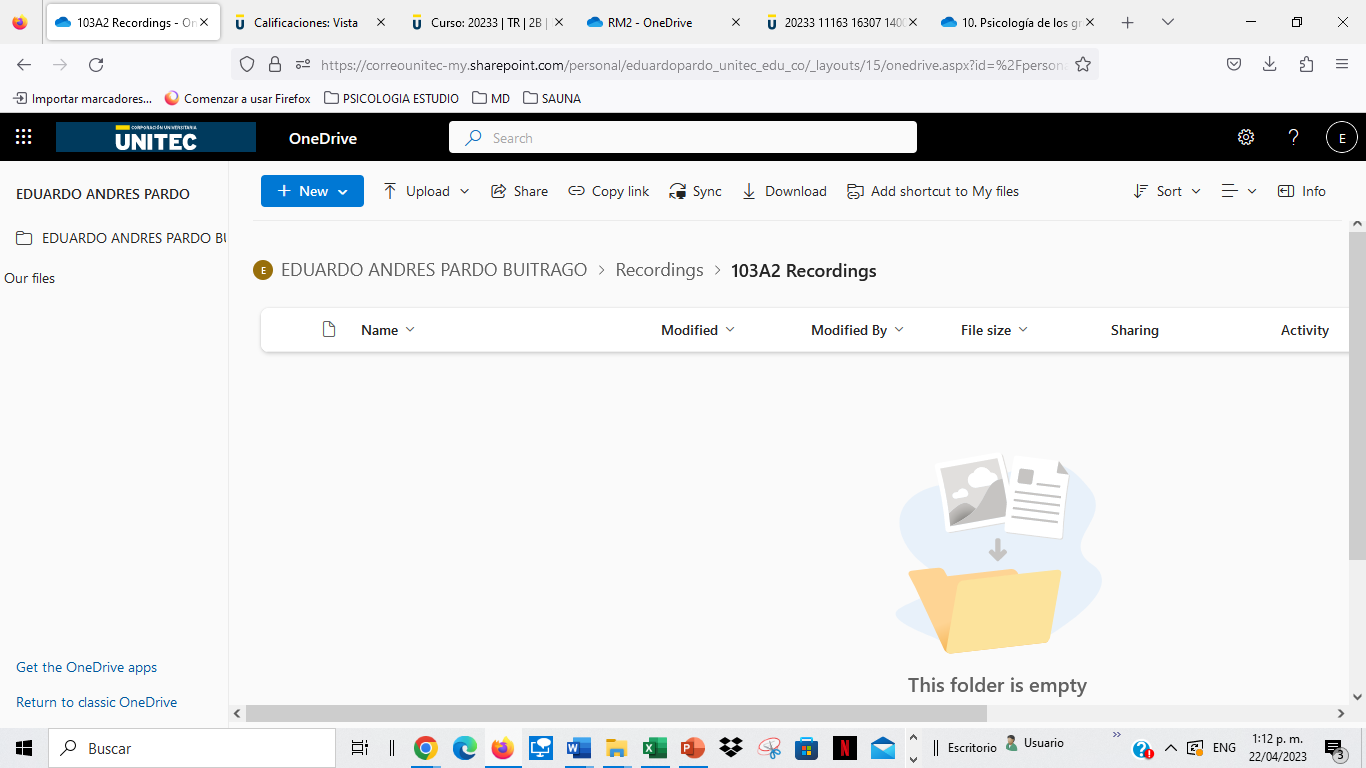 103A2 Recordings - On
Calificaciones: Vista
Curso: 20233 | TR | 2B |
RM2 - OneDrive
20233 11163 16307 1400
10. Psicología de los gr
https://correounitec-my.sharepoint.com/personal/eduardopardo_unitec_edu_co/_layouts/15/onedrive.aspx?id=%2Fperson
Importar marcadores...
Comenzar a usar Firefox
PSICOLOGIA ESTUDIO
MD
SAUNA
CORPORACIÓN UNIVERSITARIA
UNITEC
OneDrive
Search
?
E
EDUARDO ANDRES PARDO
EDUARDO ANDRES PARDO BU
Our files
New
Upload
Share
Copy link
Sync
Download
Add shortcut to My files
Sort
Info
E EDUARDO ANDRES PARDO BUITRAGO > Recordings > 103A2 Recordings
Name
Modified
Modified By
File size
Sharing
Activity
This folder is empty
Get the OneDrive apps
Return to classic OneDrive
Buscar
Escritorio
Usuario
ENG
1:12 p. m.
22/04/2023
3